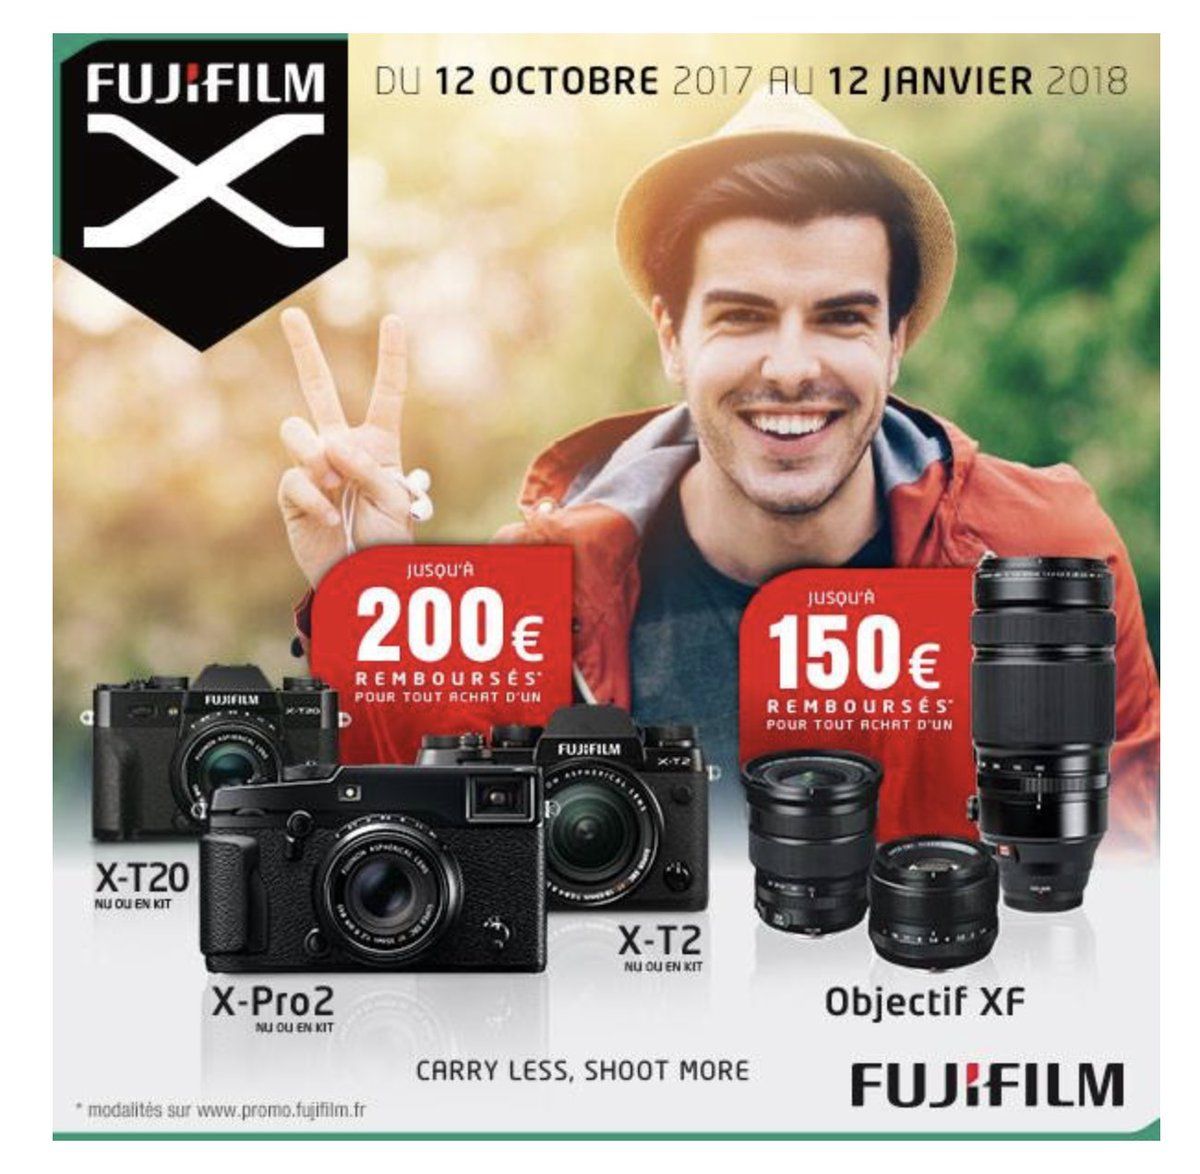 FUJIFILM
DU 12 OCTOBRE 2017 AU 12 JANVIER 2018
X
JUSQU'À
200€
REMBOURSÉS*
POUR TOUT ACHAT D'UN
JUSQU'À
150€
REMBOURSÉS*
POUR TOUT ACHAT D'UN
FUJIFILM
X-T20
FUJIFILM
X-T2
X-T20
NU OU EN KIT
X-T2
NU OU EN KIT
X-Pro2
NU OU EN KIT
Objectif XF
CARRY LESS, SHOOT MORE
FUJIFILM
* modalités sur www.promo.fujifilm.fr